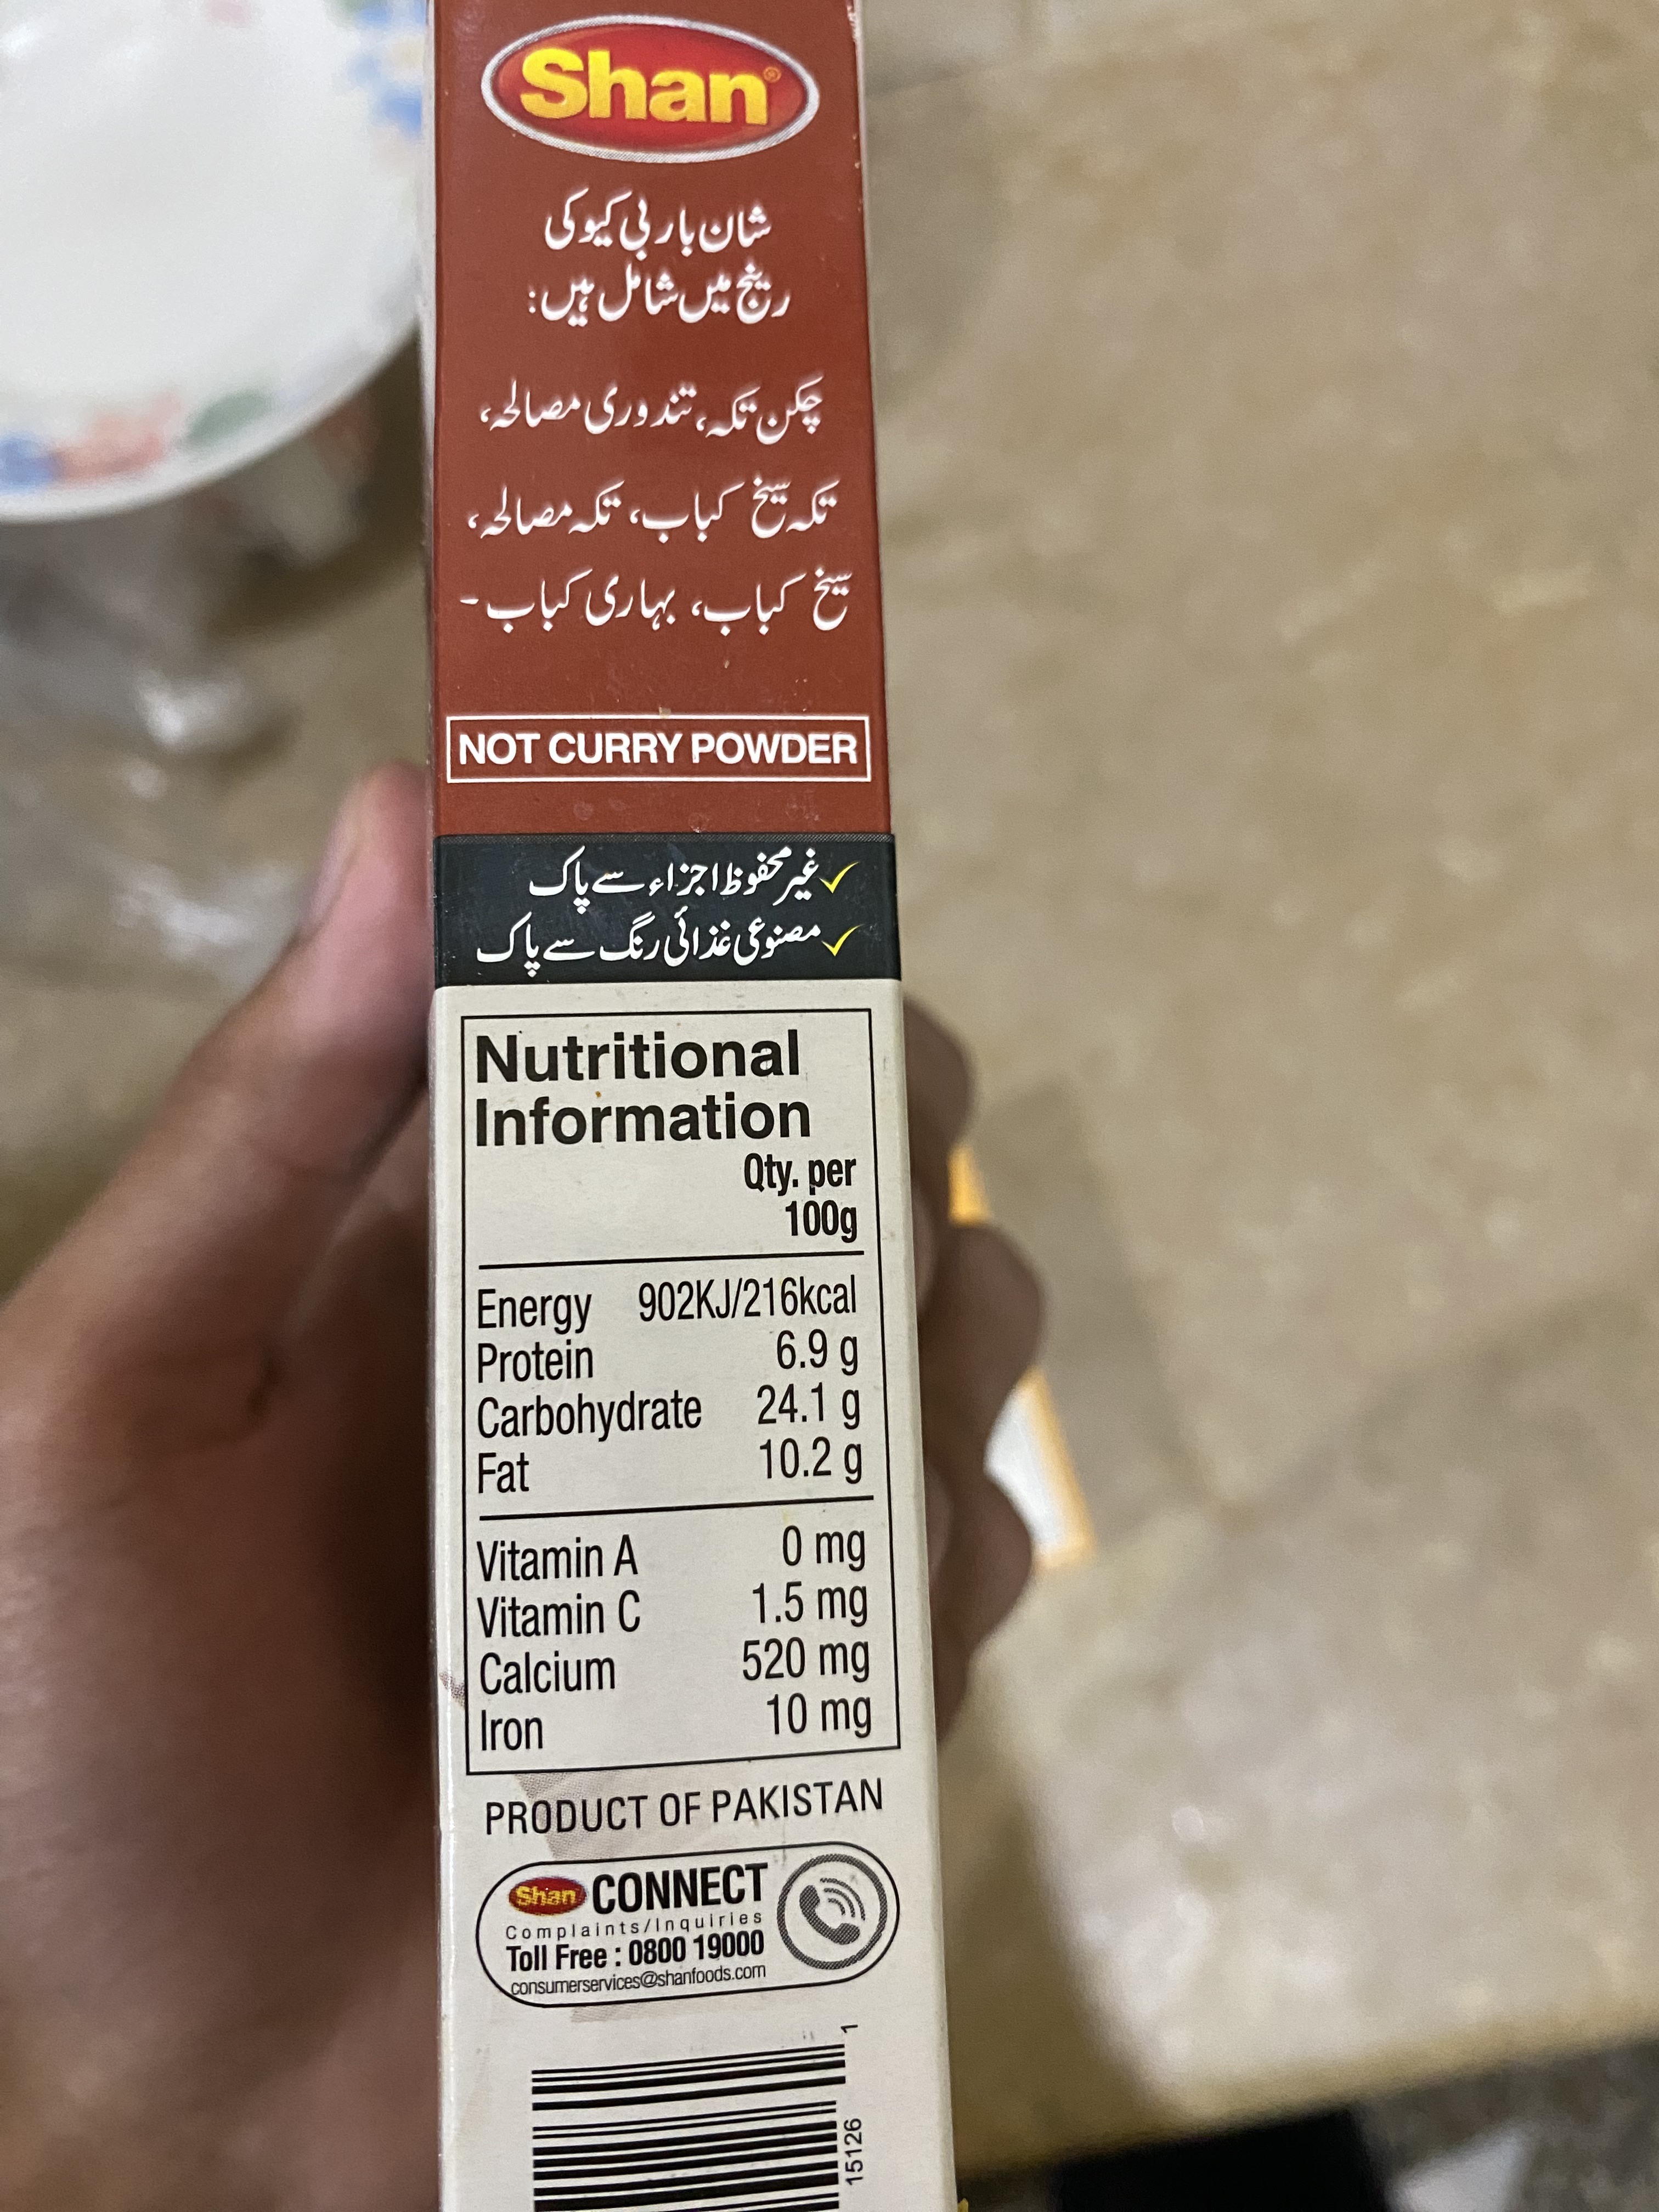 Shan®
شان بار بی کیو کی
رینج میں شامل ہیں:
چکن تکہ، تندوری مصالحہ،
تکہ سیخ کباب، تکہ مصالحہ،
سیخ کباب، بہاری کباب -
NOT CURRY POWDER
✓ غیر محفوظ اجزاء سے پاک
✓ مصنوعی غذائی رنگ سے پاک
Nutritional
Information
Qty. per
100g
Energy 902KJ/216kcal
Protein 6.9 g
Carbohydrate 24.1 g
Fat 10.2 g
Vitamin A 0 mg
Vitamin C 1.5 mg
Calcium 520 mg
Iron 10 mg
PRODUCT OF PAKISTAN
Shan CONNECT
Complaints/Inquiries
Toll Free : 0800 19000
consumerservices@shanfoods.com
15126 1